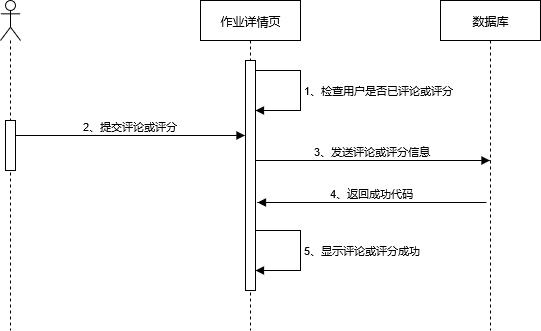 作业详情页
数据库
1、检查用户是否已评论或评分
2、提交评论或评分
3、发送评论或评分信息
4、返回成功代码
5、显示评论或评分成功